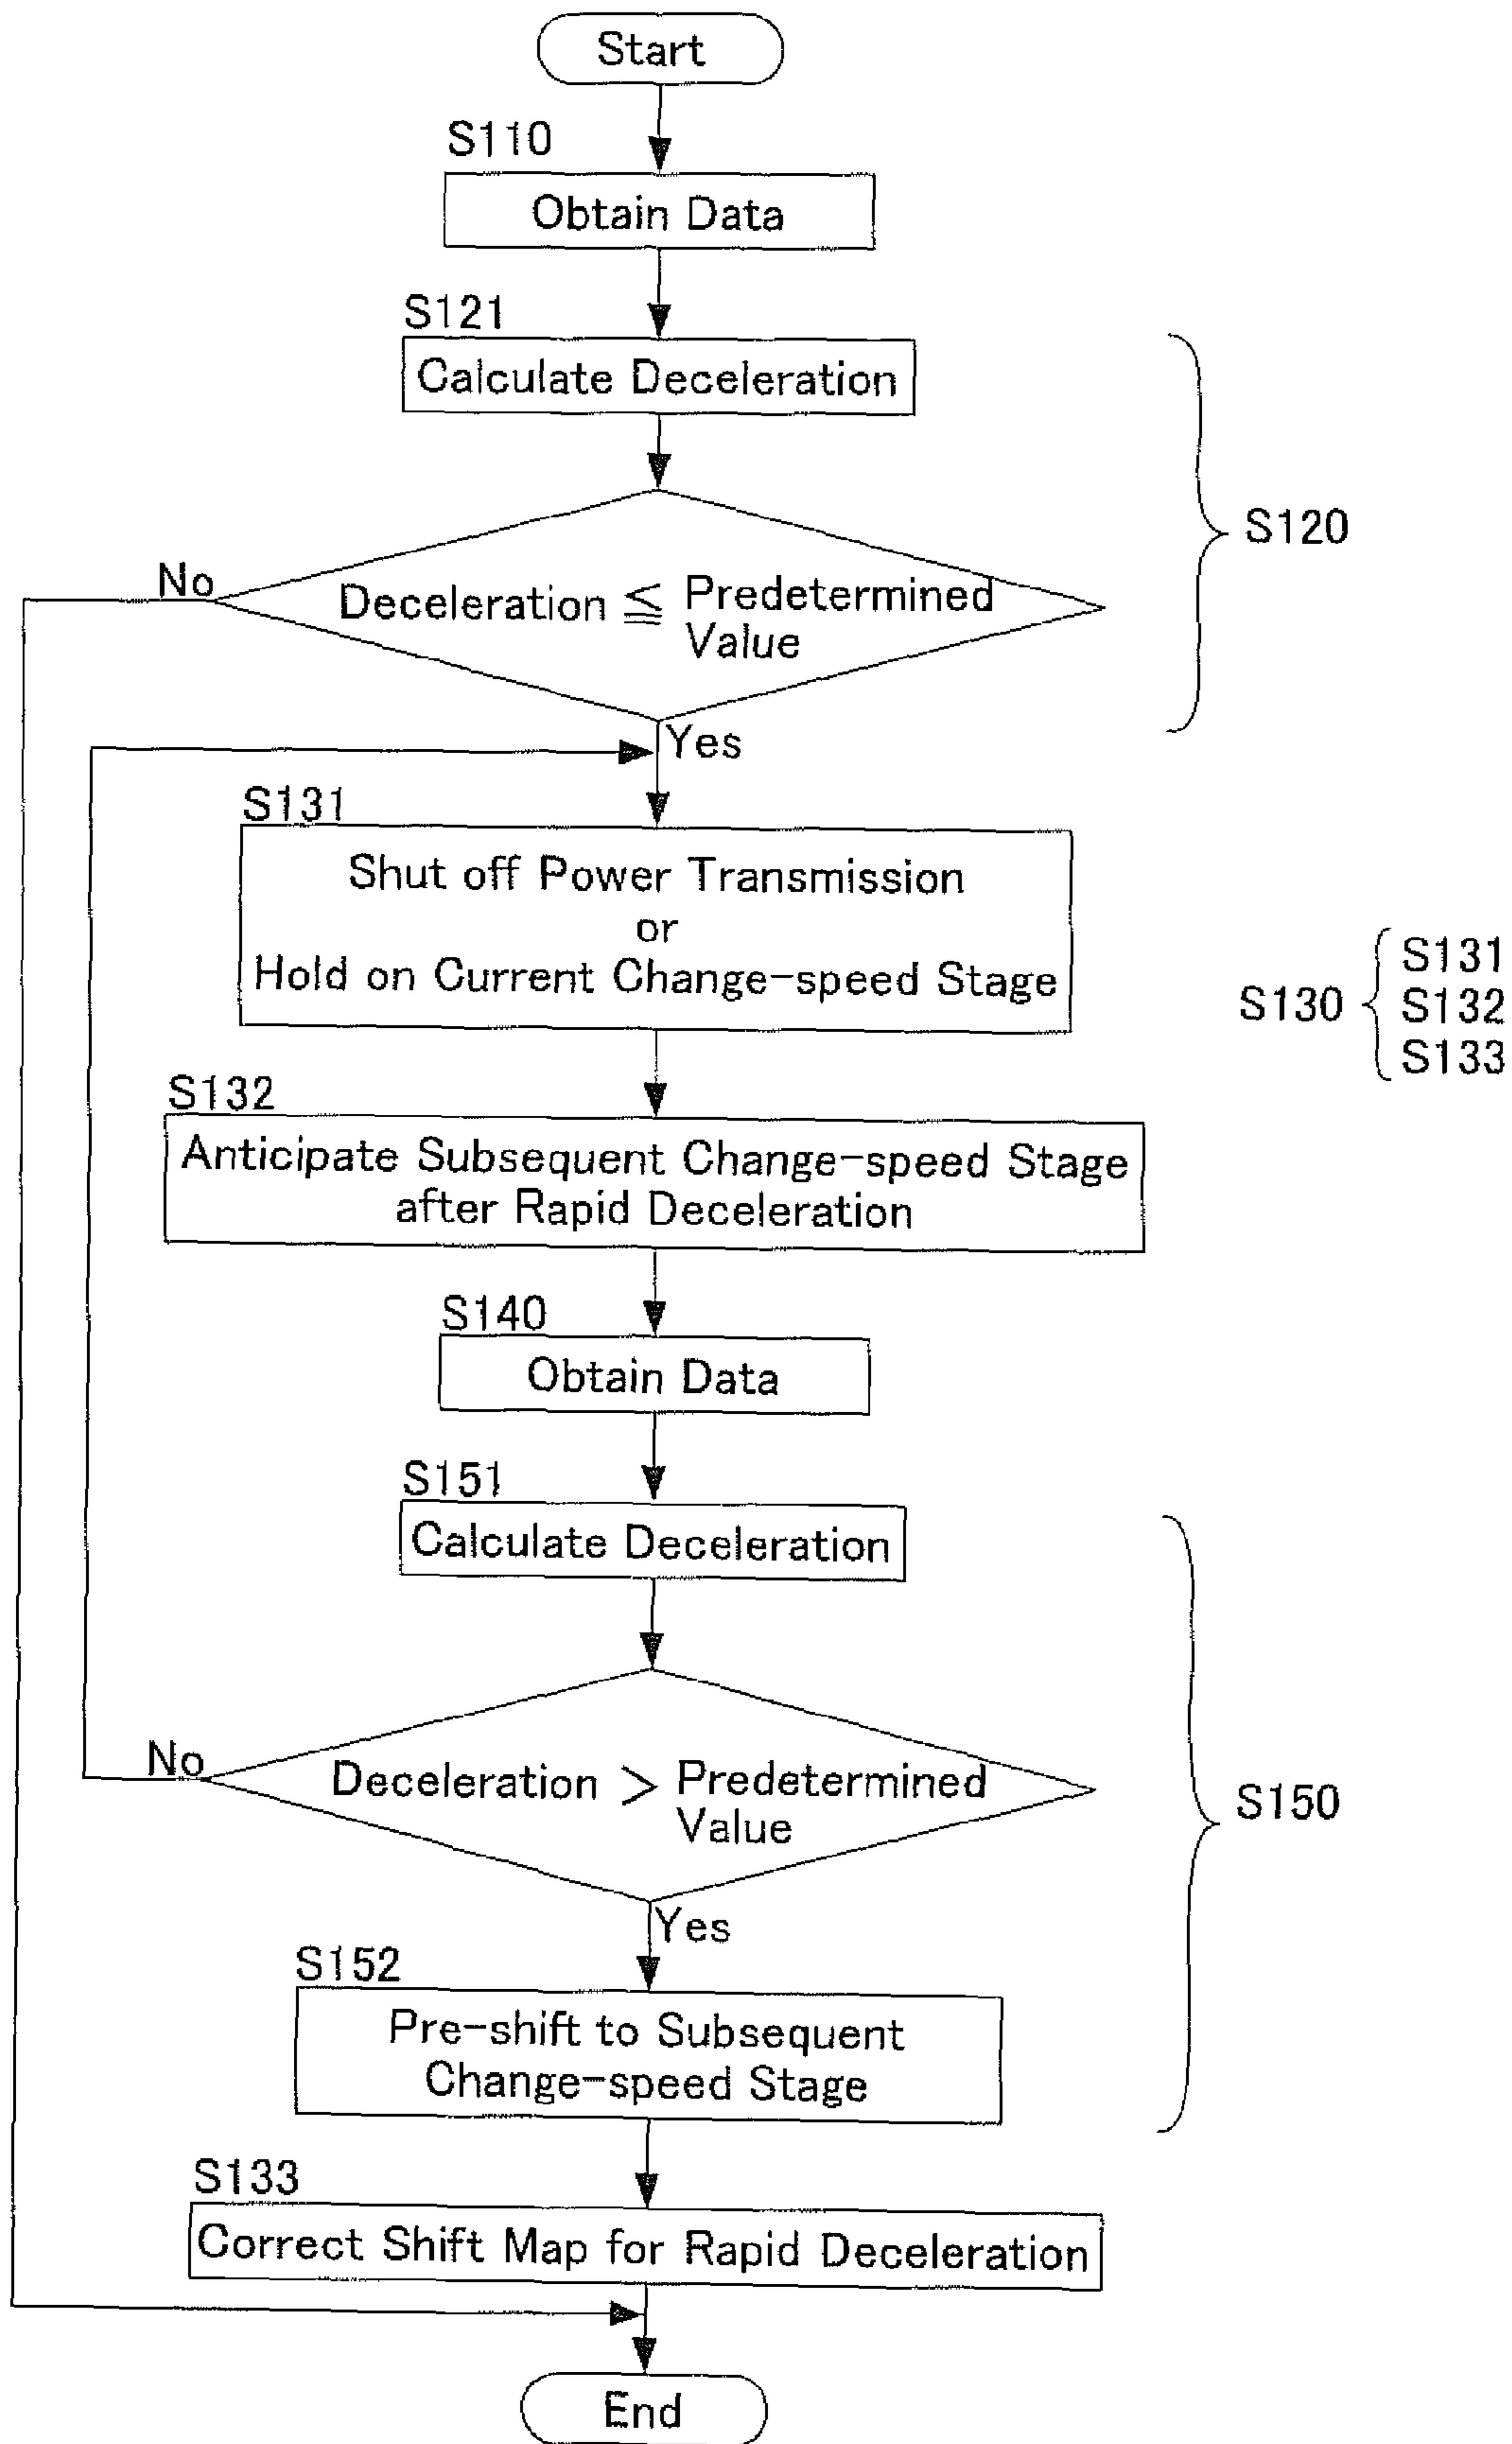 Start
S110
Obtain Data
S121
Calculate Deceleration
S120
No
Deceleration ≦ Predetermined
Value
Yes
S131
Shut off Power Transmission
or
Hold on Current Change-speed Stage
S130
S131
S132
S133
S132
Anticipate Subsequent Change-speed Stage
after Rapid Deceleration
S140
Obtain Data
S151
Calculate Deceleration
No
Deceleration > Predetermined
Value
S150
Yes
S152
Pre-shift to Subsequent
Change-speed Stage
S133
Correct Shift Map for Rapid Deceleration
End